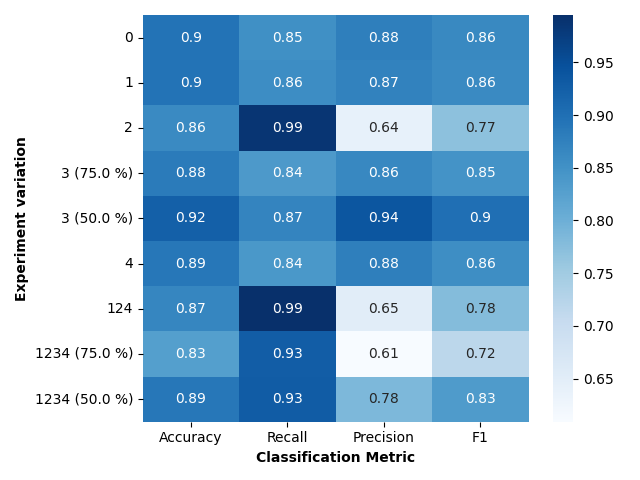 0 0.9 0.85 0.88 0.86
1 0.9 0.86 0.87 0.86
2 0.86 0.99 0.64 0.77
3 (75.0 %) 0.88 0.84 0.86 0.85
3 (50.0 %) 0.92 0.87 0.94 0.9
4 0.89 0.84 0.88 0.86
124 0.87 0.99 0.65 0.78
1234 (75.0 %) 0.83 0.93 0.61 0.72
1234 (50.0 %) 0.89 0.93 0.78 0.83
Accuracy Recall Precision F1
Classification Metric
Experiment variation
0.95
0.90
0.85
0.80
0.75
0.70
0.65